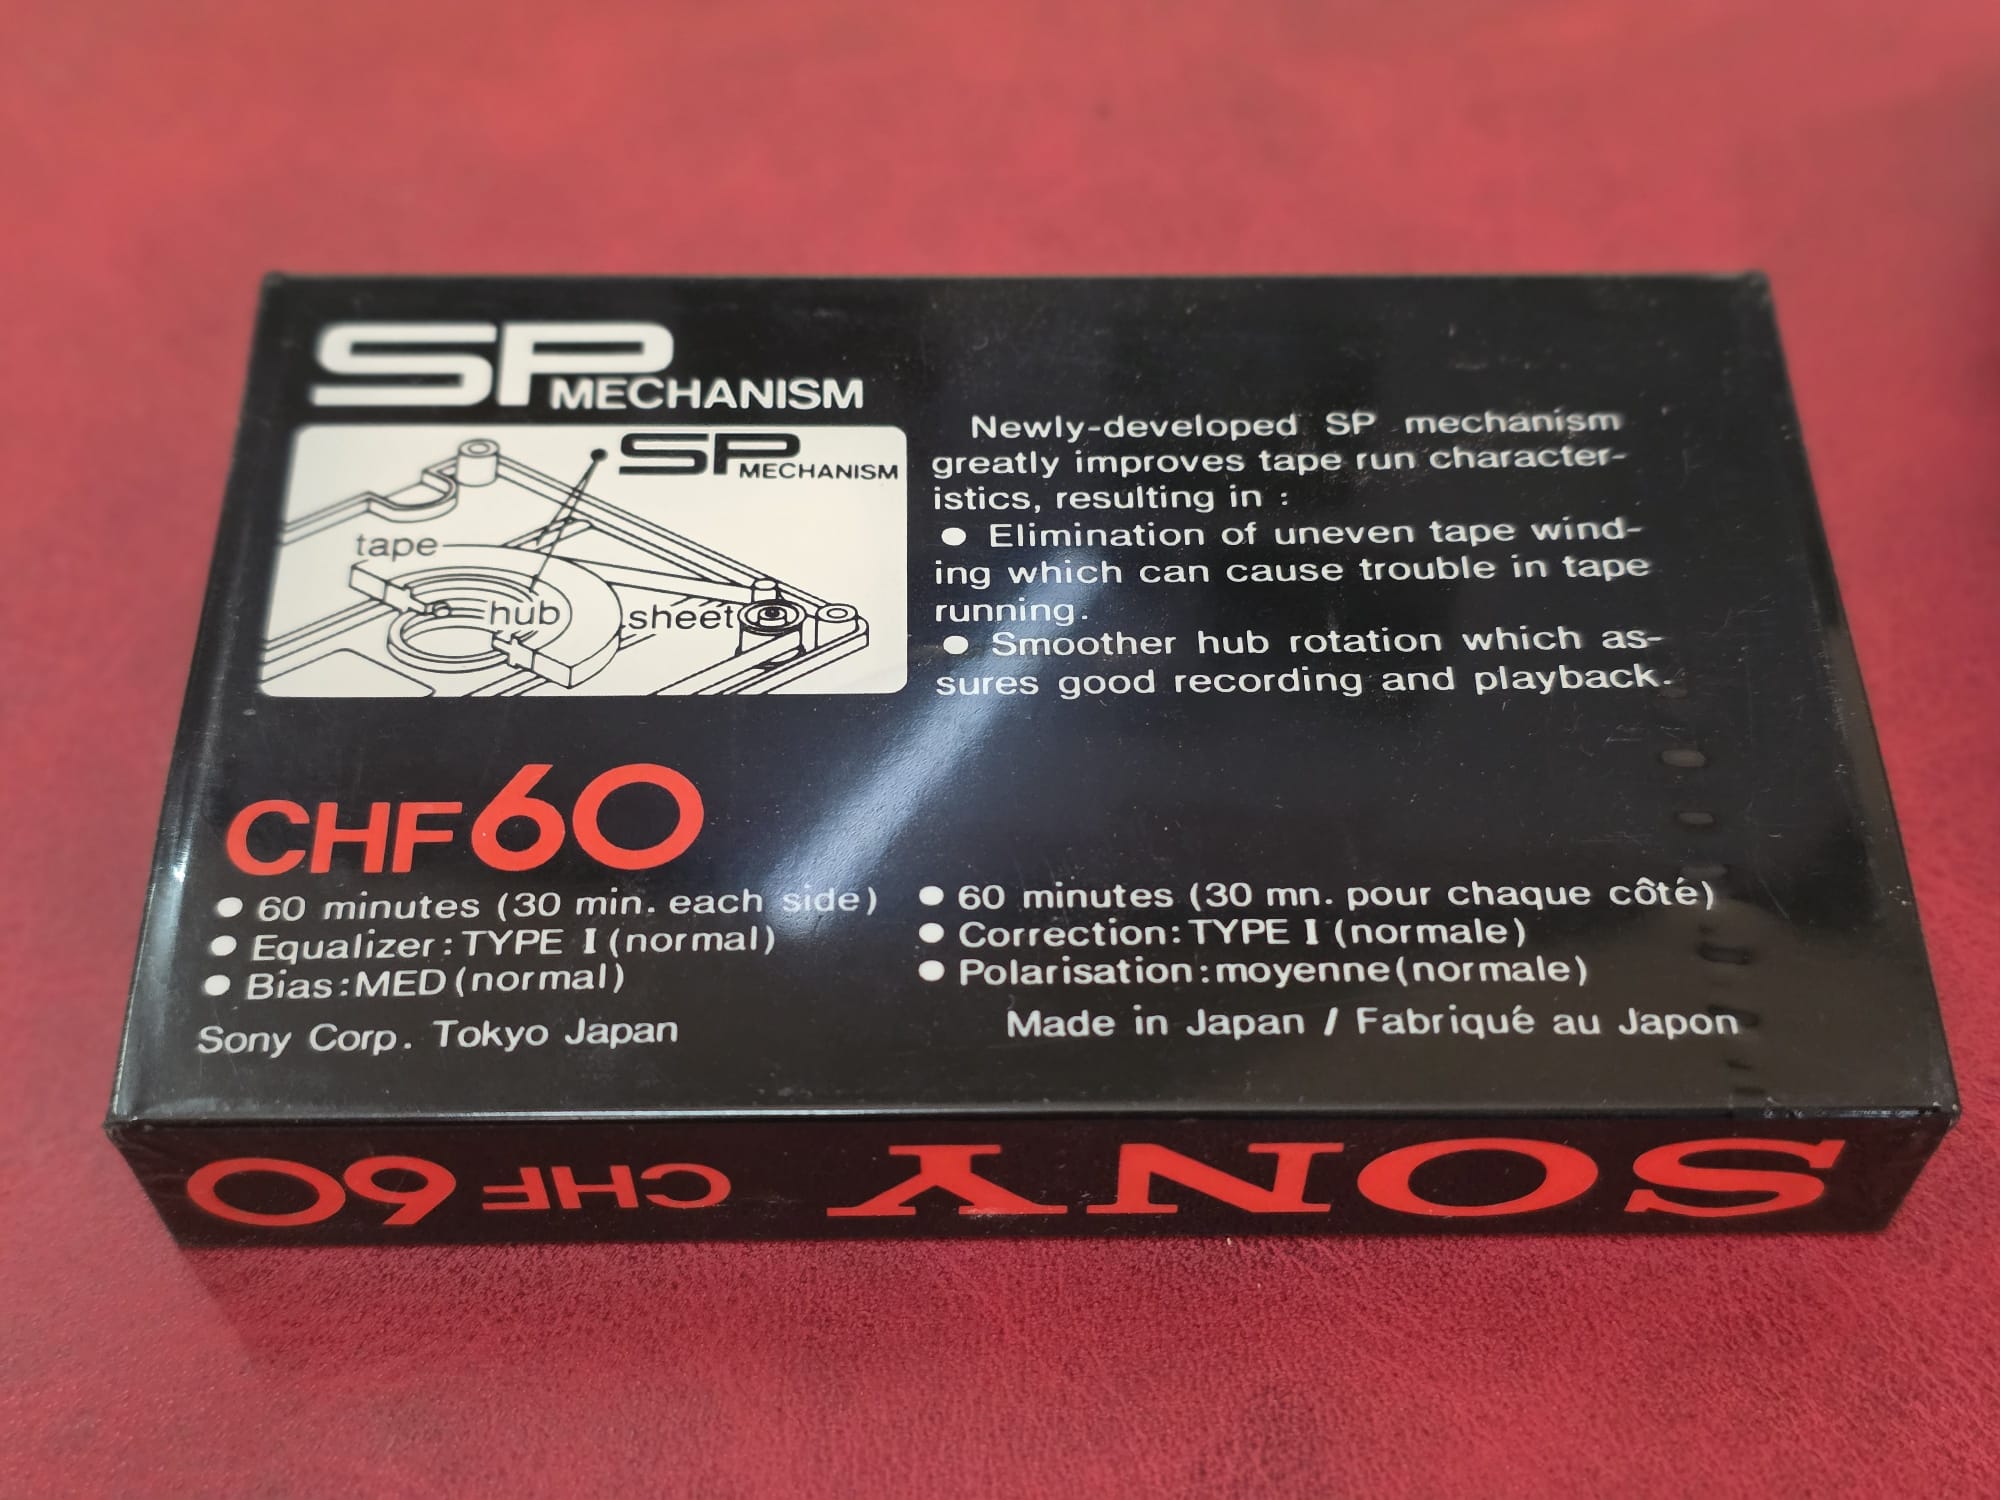 SP MECHANISM
SP MECHANISM
tape
hub
sheet
Newly-developed SP mechanism
greatly improves tape run character-
istics, resulting in :
● Elimination of uneven tape wind-
ing which can cause trouble in tape
running.
● Smoother hub rotation which as-
sures good recording and playback.
CHF60
● 60 minutes (30 min. each side)
● Equalizer:TYPE I (normal)
● Bias:MED (normal)
Sony Corp. Tokyo Japan
● 60 minutes (30 mn. pour chaque côté)
● Correction:TYPE I (normale)
● Polarisation:moyenne(normale)
Made in Japan / Fabriqué au Japon
SONY CHF60